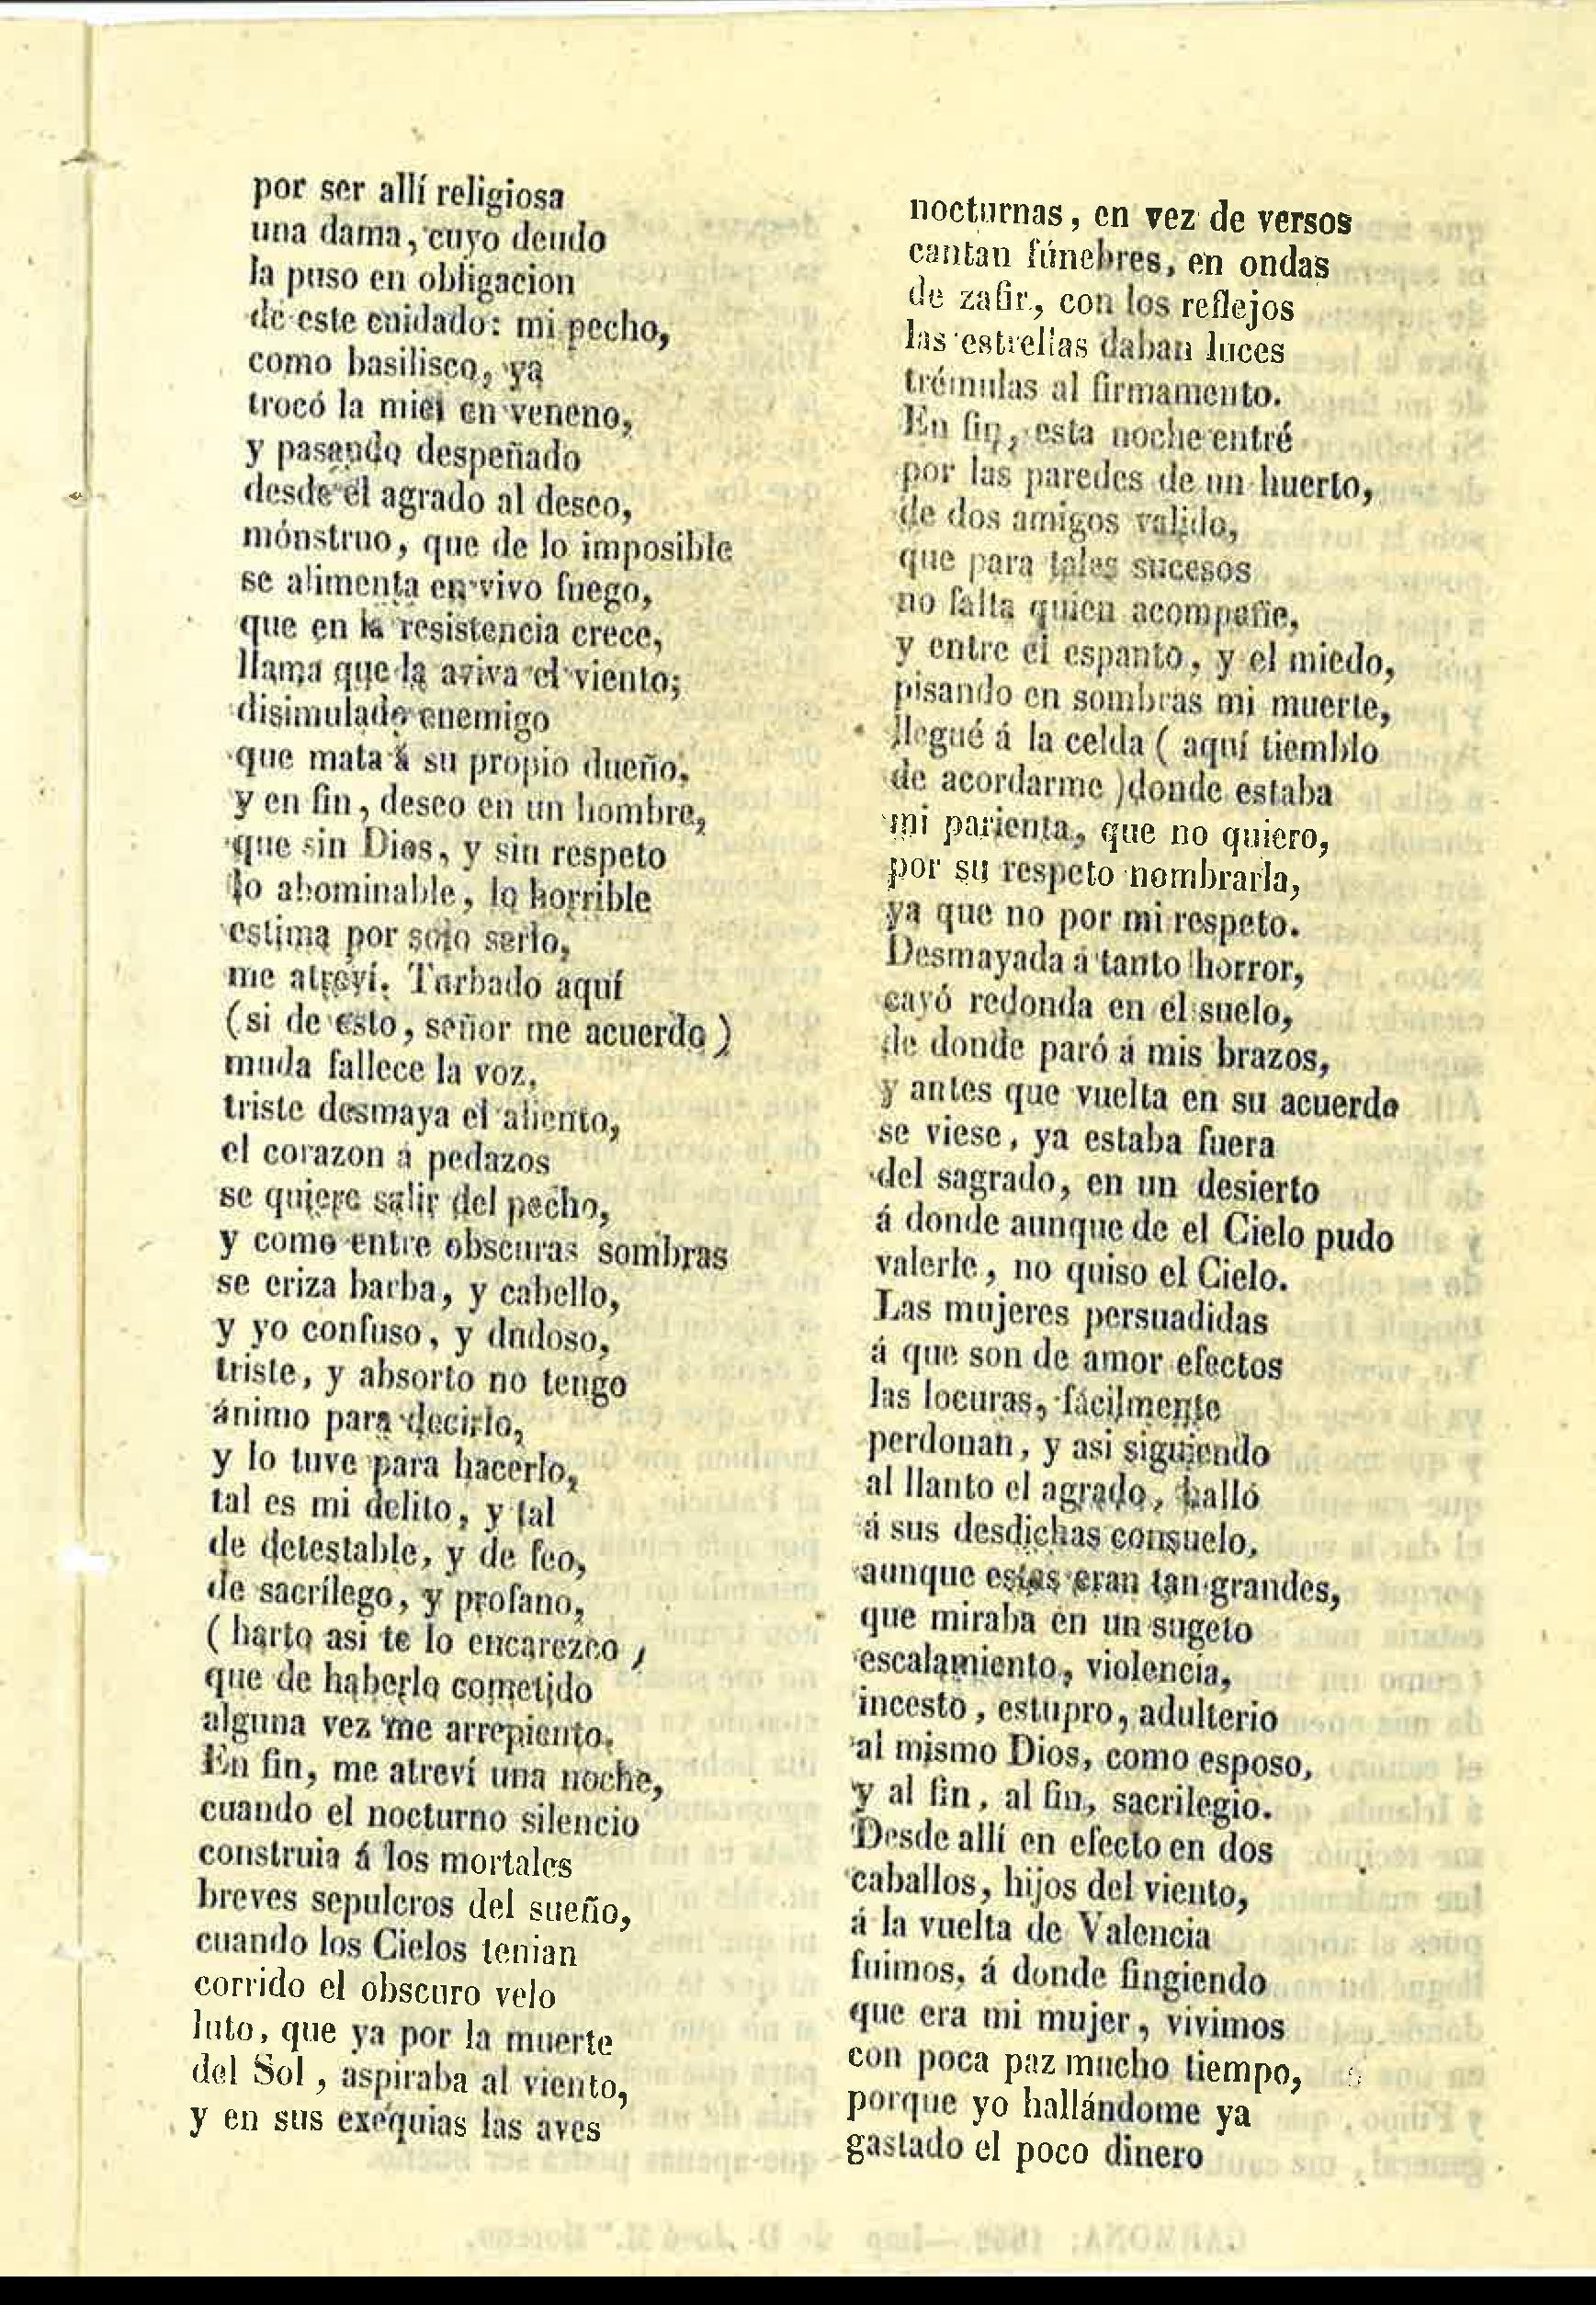 por ser allí religiosa
una dama, cuyo deudo
la puso en obligacion
de este cuidado: mi pecho,
como basilisco, ya
trocó la miel en veneno,
y pasando despeñado
desde el agrado al deseo,
mónstruo, que de lo imposible
se alimenta en vivo fuego,
que en la resistencia crece,
llama que la aviva el viento;
disimulado enemigo
que mata á su propio dueño,
y en fin, deseo en un hombre,
que sin Dios, y sin respeto
lo abominable, lo horrible
estima por solo serlo,
me atreví. Turbado aquí
(si de esto, señor me acuerdo)
muda fallece la voz,
triste desmaya el aliento,
el corazon á pedazos
se quiere salir del pecho,
y como entre obscuras sombras
se eriza barba, y cabello,
y yo confuso, y dudoso,
triste, y absorto no tengo
ánimo para decirlo,
y lo tuve para hacerlo,
tal es mi delito, y tal
de detestable, y de feo,
de sacrílego, y profano,
(harto asi te lo encarezco)
que de haberlo cometido
alguna vez me arrepiento.
En fin, me atreví una noche,
cuando el nocturno silencio
construia á los mortales
breves sepulcros del sueño,
cuando los Cielos tenian
corrido el obscuro velo
luto, que ya por la muerte
del Sol, aspiraba al viento,
y en sus exéquias las aves
nocturnas, en vez de versos
cantan fúnebres, en ondas
de zafir, con los reflejos
las estrellas daban luces
trémulas al firmamento.
En fin, esta noche entré
por las paredes de un huerto,
de dos amigos valido,
que para tales sucesos
no falta quien acompañe,
y entre el espanto, y el miedo,
pisando en sombras mi muerte,
llegué á la celda (aquí tiemblo
de acordarme) donde estaba
mi parienta, que no quiero,
por su respeto nombrarla,
ya que no por mi respeto.
Desmayada á tanto horror,
cayó redonda en el suelo,
de donde paró á mis brazos,
y antes que vuelta en su acuerdo
se viese, ya estaba fuera
del sagrado, en un desierto
á donde aunque de el Cielo pudo
valerle, no quiso el Cielo.
Las mujeres persuadidas
á que son de amor efectos
las locuras, fácilmente
perdonan, y asi siguiendo
al llanto el agrado, halló
á sus desdichas consuelo,
aunque estas eran tan grandes,
que miraba en un sugeto
escalamiento, violencia,
incesto, estupro, adulterio
al mismo Dios, como esposo,
y al fin, al fin, sacrilegio.
Desde allí en efecto en dos
caballos, hijos del viento,
á la vuelta de Valencia
fuimos, á donde fingiendo
que era mi mujer, vivimos
con poca paz mucho tiempo,
porque yo hallándome ya
gastado el poco dinero